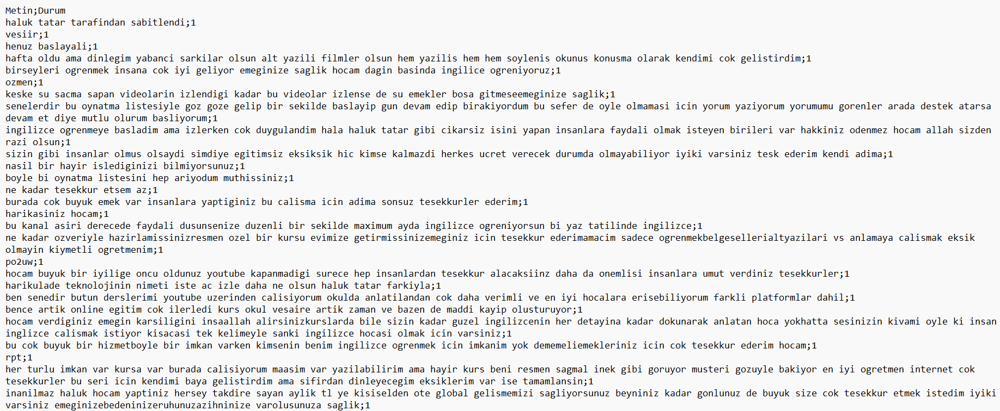 Metin;Durum
haluk tatar tarafindan sabitlendi;1
vesiir;1
henuz baslayali;1
hafta oldu ama dinlegim yabanci sarkilar olsun alt yazili filmler olsun hem yazilis hem hem soylenis okunus konusma olarak kendimi cok gelistirdim;1
birseyleri ogrenmek insana cok iyi geliyor emeginize saglik hocam dagin basinda ingilice ogreniyoruz;1
ozmen;1
keske su sacma sapan videolarin izlendigi kadar bu videolar izlense de su emekler bosa gitmeseemeginize saglik;1
senelerdir bu oynatma listesiyle goz goze gelip bir sekilde baslayip gun devam edip birakiyordum bu sefer de oyle olmamasi icin yorum yaziyorum yorumumu gorenler arada destek atarsa
devam et diye mutlu olurum basliyorum;1
ingilizce ogrenmeye basladim ama izlerken cok duygulandim hala haluk tatar gibi cikarsiz isini yapan insanlara faydali olmak isteyen birileri var hakkiniz odenmez hocam allah sizden
razi olsun;1
sizin gibi insanlar olmus olsaydi simdiye egitimsiz eksiksik hic kimse kalmazdi herkes ucret verecek durumda olmayabiliyor iyiki varsiniz tesk ederim kendi adima;1
nasil bir hayir islediginizi bilmiyorsunuz;1
boyle bi oynatma listesini hep ariyodum muthissiniz;1
ne kadar tesekkur etsem az;1
burada cok buyuk emek var insanlara yaptiginiz bu calisma icin adima sonsuz tesekkurler ederim;1
harikasiniz hocam;1
bu kanal asiri derecede faydali dusunsenize duzenli bir sekilde maximum ayda ingilizce ogreniyorsun bi yaz tatilinde ingilizce;1
ne kadar ozveriyle hazirlamissinizresmen ozel bir kursu evimize getirmissinizemeginiz icin tesekkur ederimamacim sadece ogrenmekbelgesellerialtyazilari vs anlamaya calismak eksik
olmayin kiymetli ogretmenim;1
po2uw;1
hocam buyuk bir iyilige oncu oldunuz youtube kapanmadigi surece hep insanlardan tesekkur alacaksiinz daha da onemlisi insanlara umut verdiniz tesekkurler;1
harikulade teknolojinin nimeti iste ac izle daha ne olsun haluk tatar farkiyla;1
ben senedir butun derslerimi youtube uzerinden calisiyorum okulda anlatilandan cok daha verimli ve en iyi hocalara erisebiliyorum farkli platformlar dahil;1
bence artik online egitim cok ilerledi kurs okul vesaire artik zaman ve bazen de maddi kayip olusturuyor;1
hocam verdiginiz emegin karsiligini insaallah alirsinizkurslarda bile sizin kadar guzel ingilizcenin her detayina kadar dokunarak anlatan hoca yokhatta sesinizin kivami oyle ki insan
inglizce calismak istiyor kisacasi tek kelimeyle sanki ingilizce hocasi olmak icin varsiniz;1
bu cok buyuk bir hizmetboyle bir imkan varken kimsenin benim ingilizce ogrenmek icin imkanim yok dememeliemekleriniz icin cok tesekkur ederim hocam;1
rpt;1
her turlu imkan var kursa var burada calisiyorum maasim var yazilabilirim ama hayir kurs beni resmen sagmal inek gibi goruyor musteri gozuyle bakiyor en iyi ogretmen internet cok
tesekkurler bu seri icin kendimi baya gelistirdim ama sifirdan dinleyecegim eksiklerim var ise tamamlansin;1
inanilmaz haluk hocam yaptiniz hersey takdire sayan aylik tl ye kisiselden ote global gelismemizi sagliyorsunuz beyniniz kadar gonlunuz de buyuk size cok tesekkur etmek istedim iyiki
varsiniz emeginizebedeninizeruhunuzazihninize varolusunuza saglik;1